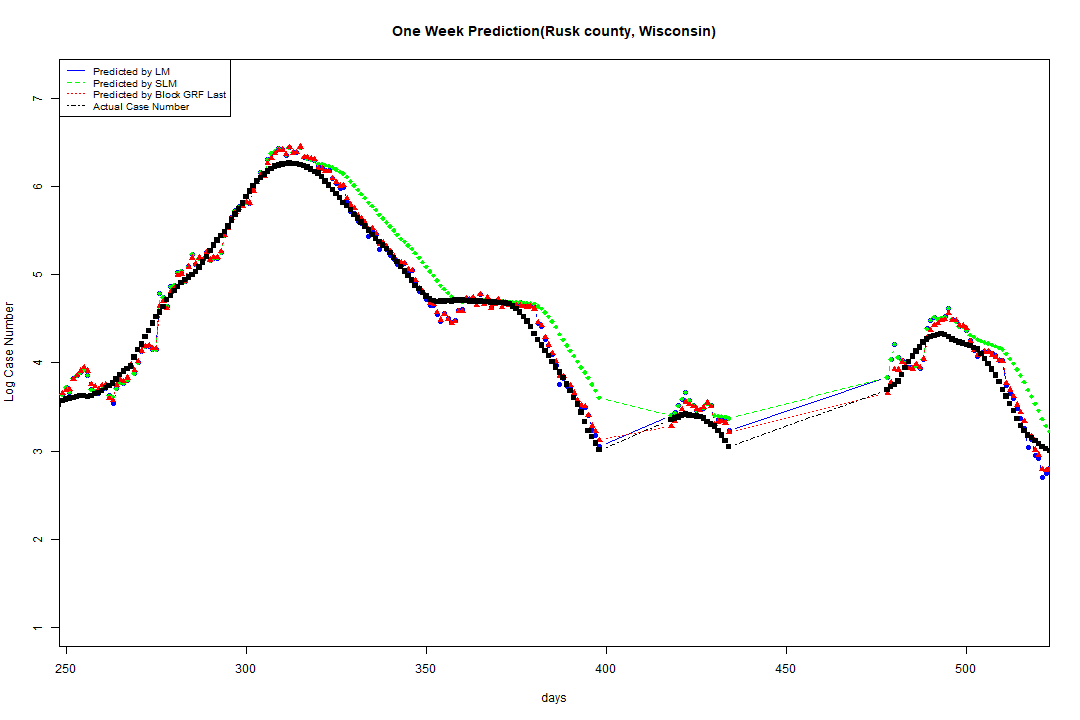 One Week Prediction(Rusk county, Wisconsin)
Predicted by LM
Predicted by SLM
Predicted by Block GRF Last
Actual Case Number
7
6
5
4
3
2
1
Log Case Number
250 300 350 400 450 500
days